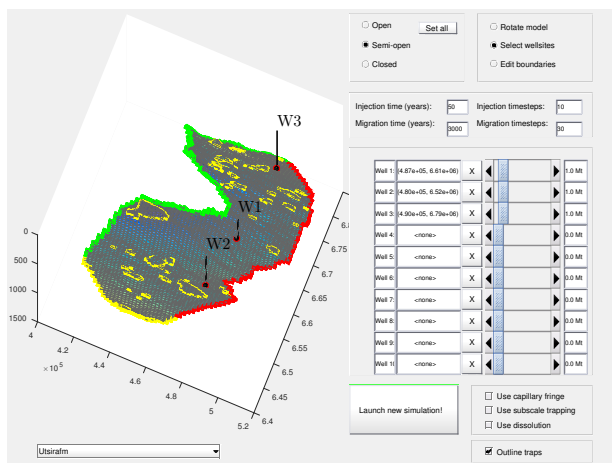 Open
Set all
Semi-open
Closed
Rotate model
Select wellsites
Edit boundaries
Injection time (years): 50 Injection timesteps: 10
Migration time (years): 3000 Migration timesteps: 30
Well 1: (4.87e+05, 6.61e+06) X 1.0 Mt
Well 2: (4.80e+05, 6.52e+06) X 1.0 Mt
Well 3: (4.90e+05, 6.79e+06) X 1.0 Mt
Well 4: <none> X 0.0 Mt
Well 5: <none> X 0.0 Mt
Well 6: <none> X 0.0 Mt
Well 7: <none> X 0.0 Mt
Well 8: <none> X 0.0 Mt
Well 9: <none> X 0.0 Mt
Well 10 <none> X 0.0 Mt
Launch new simulation!
Use capillary fringe
Use subscale trapping
Use dissolution
Outline traps
W3
W1
W2
0
500
1000
1500
4
4.2
4.4
4.6
4.8
5
5.2
× 10⁵
6.4
6.45
6.5
6.55
6.6
6.65
6.7
6.75
6.8
Utsirafm